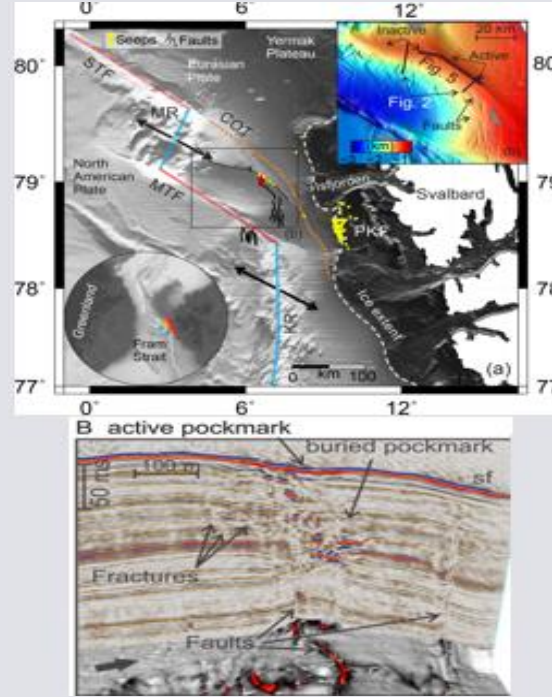 Seeps Faults
Yermak
Plateau
80°
STF
Eurasian
Plate
MR
COT
North
American
Plate
79°
MTF
Svalbard
PKF
78°
KR
Ice extent
Greenland
Fram
Strait
0 km 100
(a)
77°
0° 6° 12°
20 km
Inactive
Active
Fig. 5
Fig. 2
Faults
km
B active pockmark
buried pockmark
sf
100 m
50 ms
Fractures
Faults